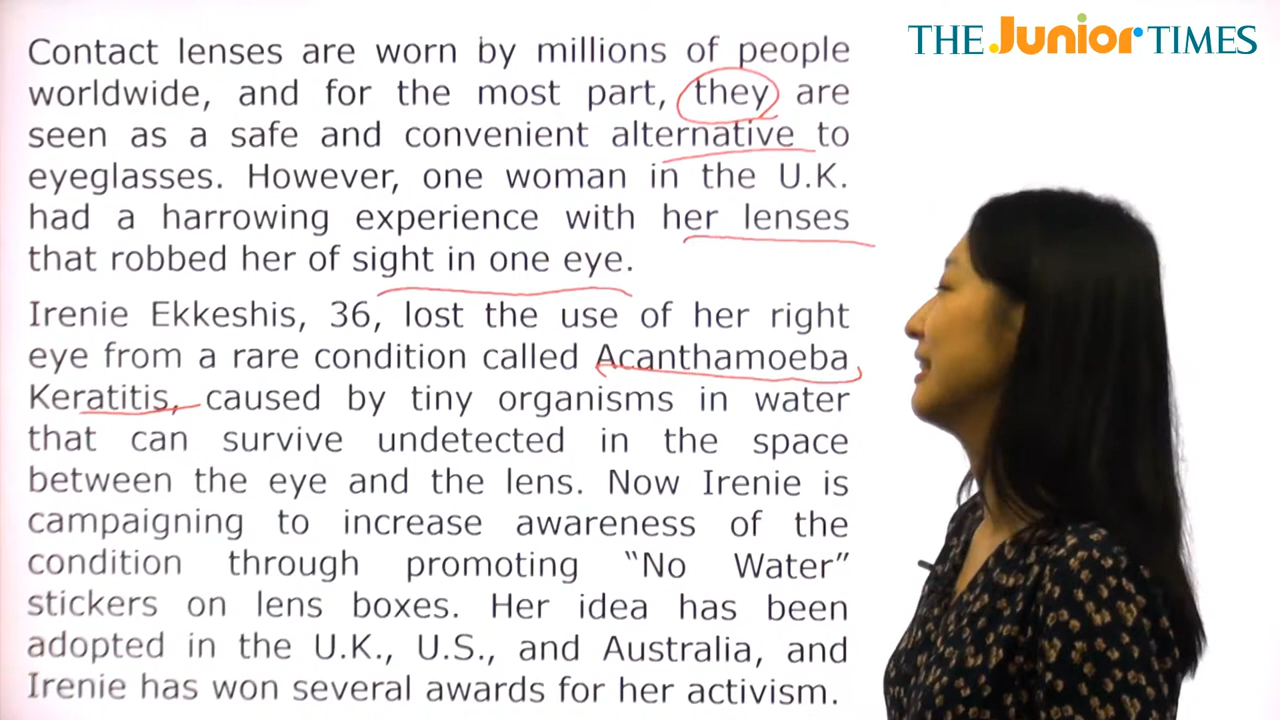 THE Junior TIMES
Contact lenses are worn by millions of people
worldwide, and for the most part, they are
seen as a safe and convenient alternative to
eyeglasses. However, one woman in the U.K.
had a harrowing experience with her lenses
that robbed her of sight in one eye.
Irenie Ekkeshis, 36, lost the use of her right
eye from a rare condition called Acanthamoeba
Keratitis, caused by tiny organisms in water
that can survive undetected in the space
between the eye and the lens. Now Irenie is
campaigning to increase awareness of the
condition through promoting “No Water”
stickers on lens boxes. Her idea has been
adopted in the U.K., U.S., and Australia, and
Irenie has won several awards for her activism.